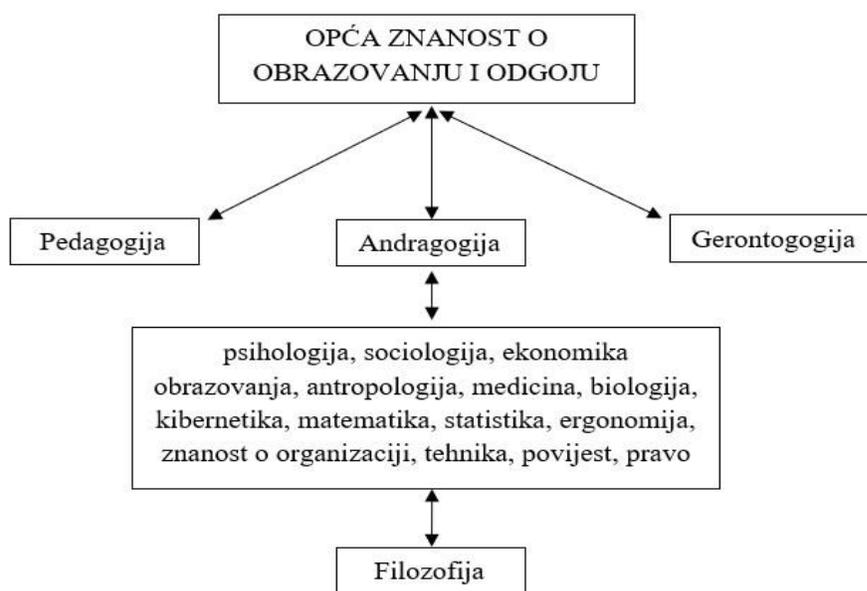 OPĆA ZNANOST O
OBRAZOVANJU I ODGOJU
Pedagogija
Andragogija
Gerontogogija
psihologija, sociologija, ekonomika
obrazovanja, antropologija, medicina, biologija,
kibernetika, matematika, statistika, ergonomija,
znanost o organizaciji, tehnika, povijest, pravo
Filozofija